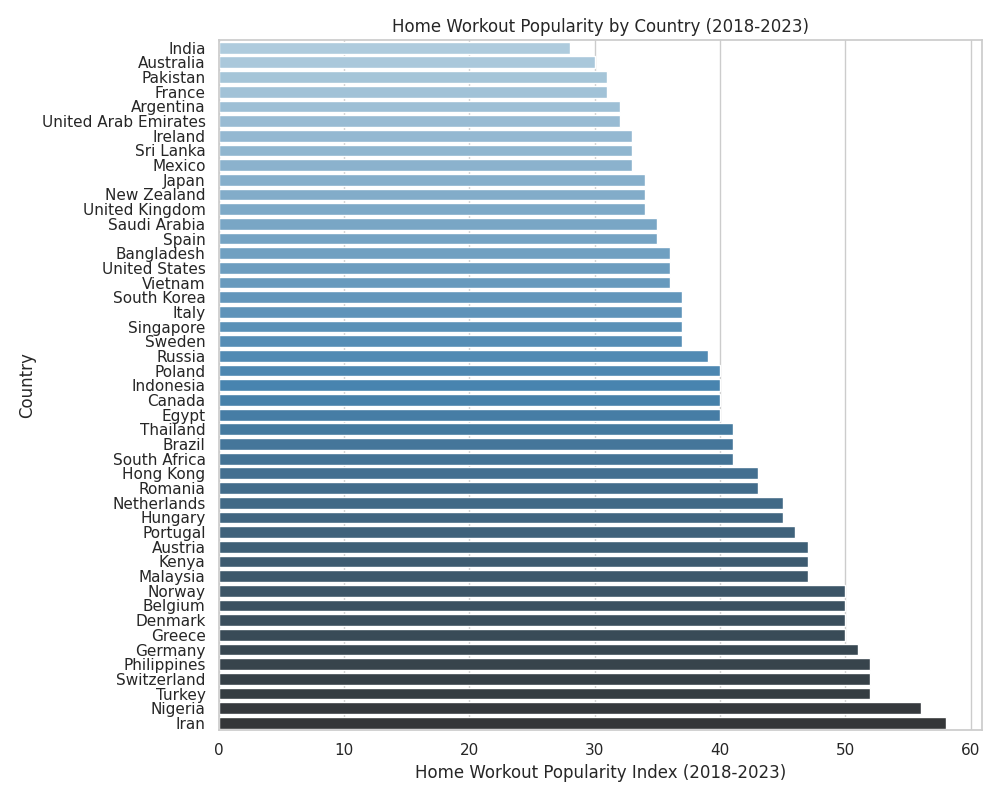 Home Workout Popularity by Country (2018-2023)
India
Australia
Pakistan
France
Argentina
United Arab Emirates
Ireland
Sri Lanka
Mexico
Japan
New Zealand
United Kingdom
Saudi Arabia
Spain
Bangladesh
United States
Vietnam
South Korea
Italy
Singapore
Sweden
Russia
Poland
Indonesia
Canada
Egypt
Thailand
Brazil
South Africa
Hong Kong
Romania
Netherlands
Hungary
Portugal
Austria
Kenya
Malaysia
Norway
Belgium
Denmark
Greece
Germany
Philippines
Switzerland
Turkey
Nigeria
Iran
Country
0 10 20 30 40 50 60
Home Workout Popularity Index (2018-2023)